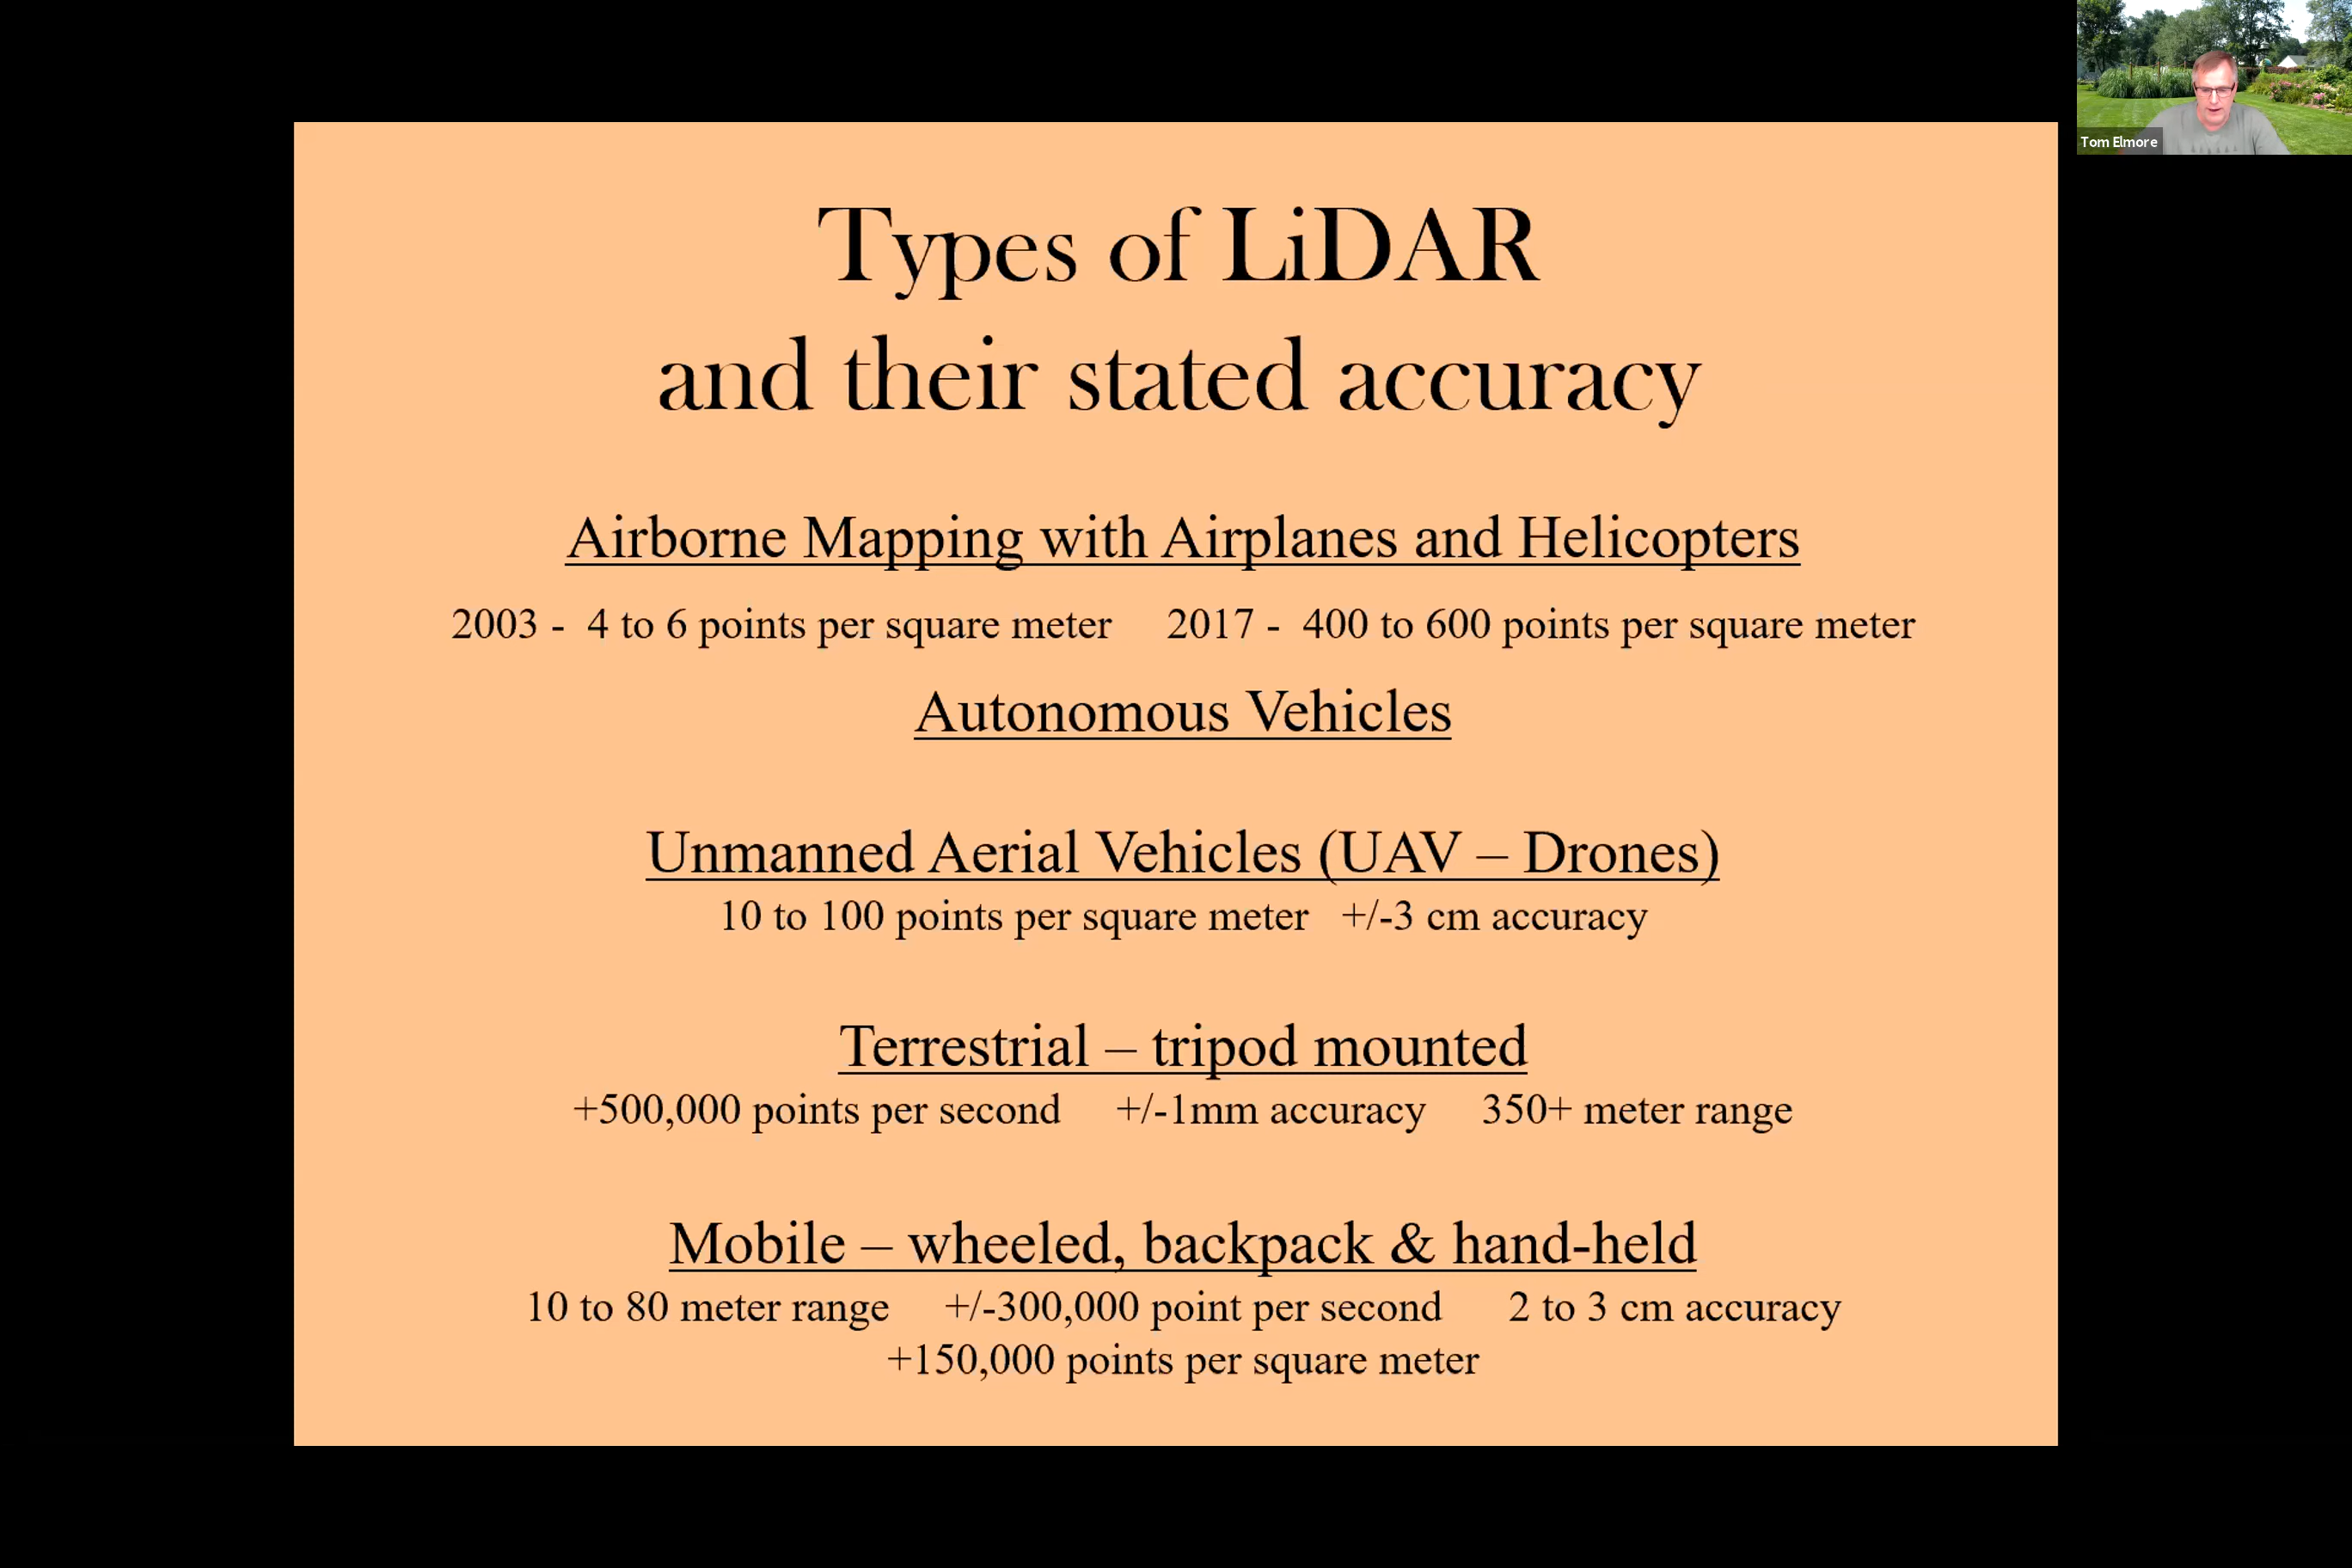 Types of LiDAR
and their stated accuracy
Airborne Mapping with Airplanes and Helicopters
2003 - 4 to 6 points per square meter 2017 - 400 to 600 points per square meter
Autonomous Vehicles
Unmanned Aerial Vehicles (UAV – Drones)
10 to 100 points per square meter +/-3 cm accuracy
Terrestrial – tripod mounted
+500,000 points per second +/-1mm accuracy 350+ meter range
Mobile – wheeled, backpack & hand-held
10 to 80 meter range +/-300,000 point per second 2 to 3 cm accuracy
+150,000 points per square meter
Tom Elmore